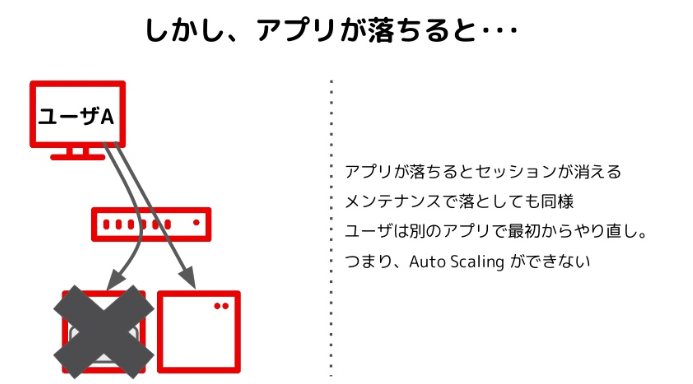 しかし、アプリが落ちると･･･
ユーザA
アプリが落ちるとセッションが消える
メンテナンスで落としても同様
ユーザは別のアプリで最初からやり直し。
つまり、Auto Scaling ができない